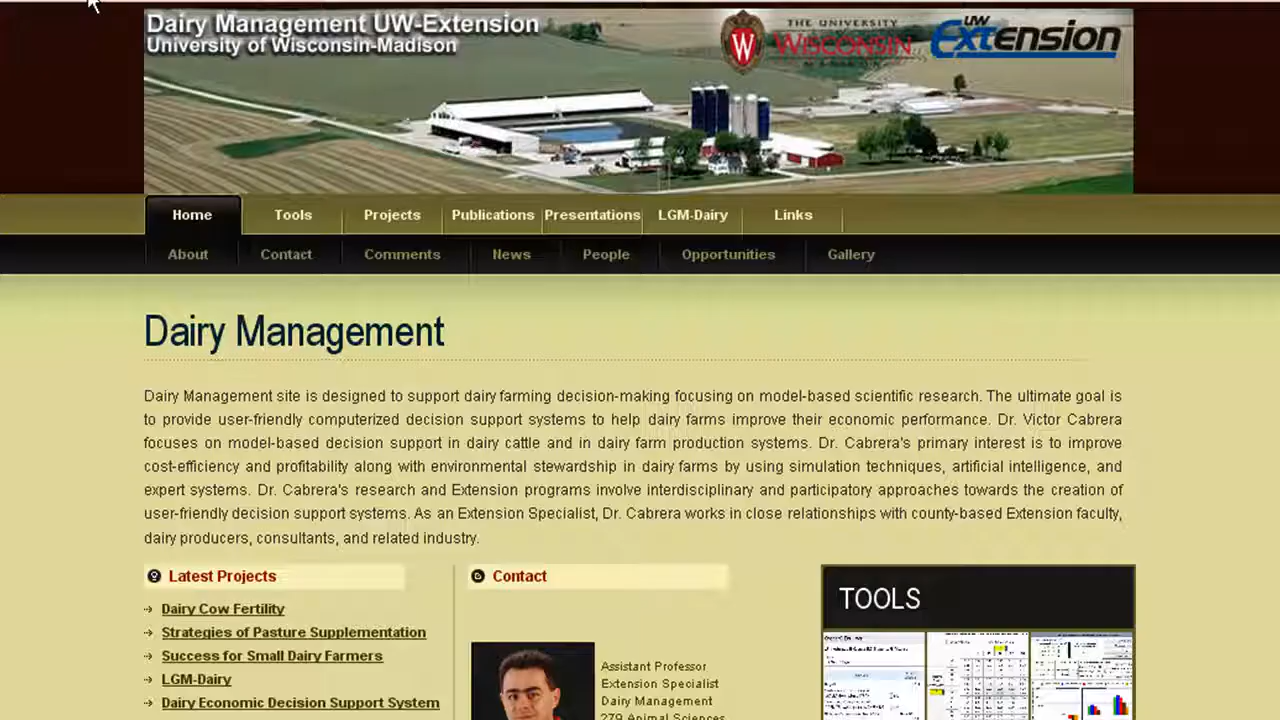 Dairy Management UW-Extension
University of Wisconsin-Madison
THE UNIVERSITY
WISCONSIN
MADISON
UW
Extension
Home Tools Projects Publications Presentations LGM-Dairy Links
About Contact Comments News People Opportunities Gallery
Dairy Management
Dairy Management site is designed to support dairy farming decision-making focusing on model-based scientific research. The ultimate goal is
to provide user-friendly computerized decision support systems to help dairy farms improve their economic performance. Dr. Victor Cabrera
focuses on model-based decision support in dairy cattle and in dairy farm production systems. Dr. Cabrera's primary interest is to improve
cost-efficiency and profitability along with environmental stewardship in dairy farms by using simulation techniques, artificial intelligence, and
expert systems. Dr. Cabrera's research and Extension programs involve interdisciplinary and participatory approaches towards the creation of
user-friendly decision support systems. As an Extension Specialist, Dr. Cabrera works in close relationships with county-based Extension faculty,
dairy producers, consultants, and related industry.
Latest Projects
Dairy Cow Fertility
Strategies of Pasture Supplementation
Success for Small Dairy Farmers
LGM-Dairy
Dairy Economic Decision Support System
Contact
Assistant Professor
Extension Specialist
Dairy Management
279 Animal Sciences
TOOLS